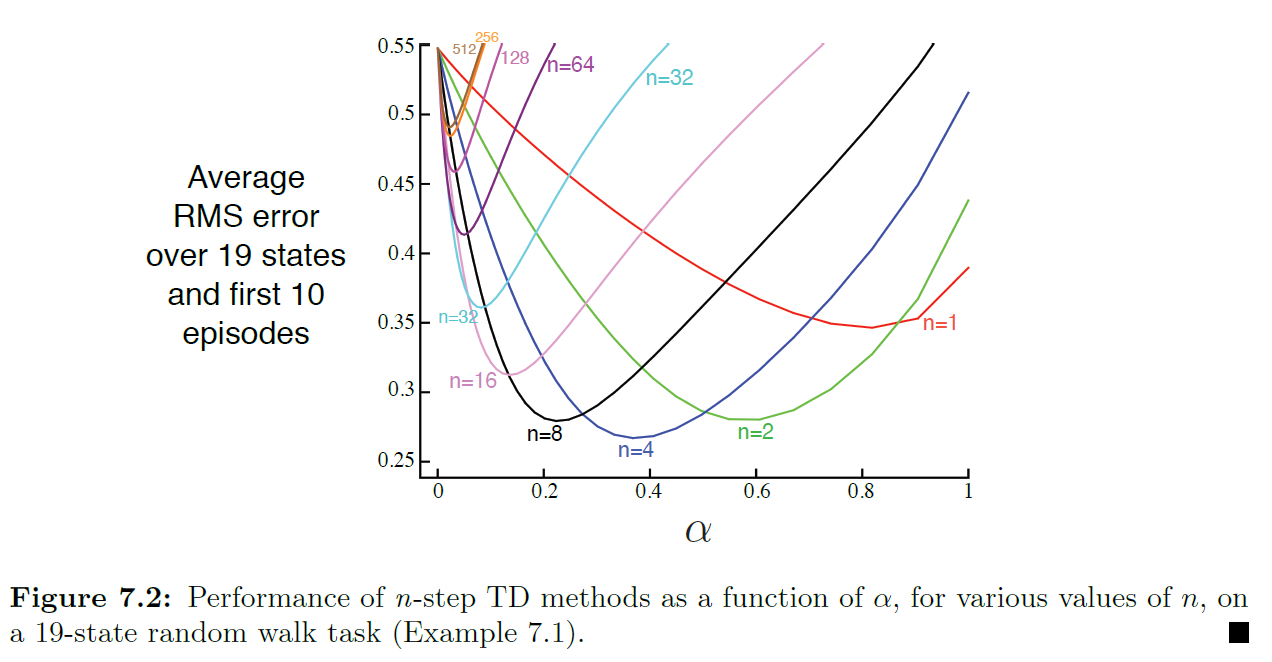 Average
RMS error
over 19 states
and first 10
episodes
0.55
0.5
0.45
0.4
0.35
0.3
0.25
512
256
128
n=64
n=32
n=32
n=16
n=8
n=4
n=2
n=1
0 0.2 0.4 0.6 0.8 1
α
Figure 7.2: Performance of n-step TD methods as a function of α, for various values of n, on
a 19-state random walk task (Example 7.1).